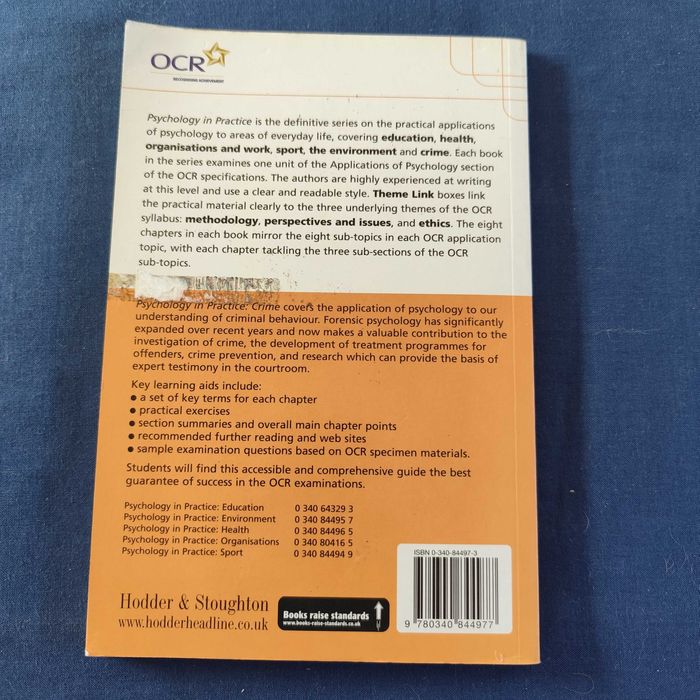 OCR
RECOGNISING ACHIEVEMENT
Psychology in Practice is the definitive series on the practical applications
of psychology to areas of everyday life, covering education, health,
organisations and work, sport, the environment and crime. Each book
in the series examines one unit of the Applications of Psychology section
of the OCR specifications. The authors are highly experienced at writing
at this level and use a clear and readable style. Theme Link boxes link
the practical material clearly to the three underlying themes of the OCR
syllabus: methodology, perspectives and issues, and ethics. The eight
chapters in each book mirror the eight sub-topics in each OCR application
topic, with each chapter tackling the three sub-sections of the OCR
sub-topics.
Psychology in Practice: Crime covers the application of psychology to our
understanding of criminal behaviour. Forensic psychology has significantly
expanded over recent years and now makes a valuable contribution to the
investigation of crime, the development of treatment programmes for
offenders, crime prevention, and research which can provide the basis of
expert testimony in the courtroom.
Key learning aids include:
• a set of key terms for each chapter
• practical exercises
• section summaries and overall main chapter points
• recommended further reading and web sites
• sample examination questions based on OCR specimen materials.
Students will find this accessible and comprehensive guide the best
guarantee of success in the OCR examinations.
Psychology in Practice: Education 0 340 64329 3
Psychology in Practice: Environment 0 340 84495 7
Psychology in Practice: Health 0 340 84496 5
Psychology in Practice: Organisations 0 340 80416 5
Psychology in Practice: Sport 0 340 84494 9
ISBN 0-340-84497-3
9 780340 844977
Hodder & Stoughton
www.hodderheadline.co.uk
Books raise standards
www.books-raise-standards.co.uk